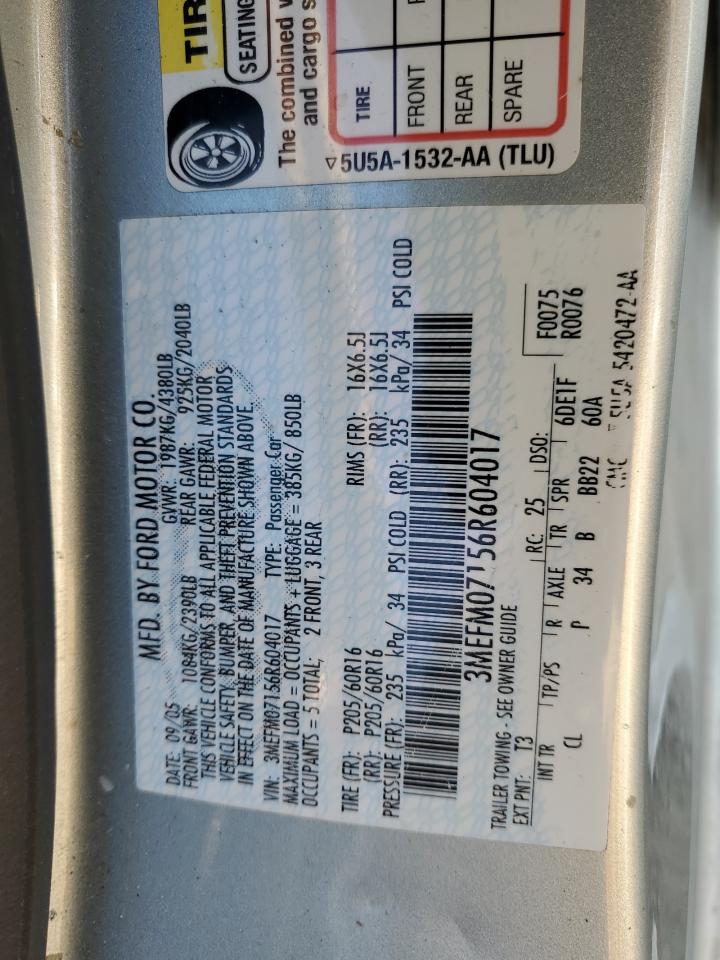 TIR
SEATING
The combined
and cargo
TIRE
FRONT
REAR
SPARE
▽5U5A-1532-AA (TLU)
MFD. BY FORD MOTOR CO.
DATE: 09/05 GVWR: 1987KG/4380LB
FRONT GAWR: 1084KG/2390LB REAR GAWR: 925KG/2040LB
THIS VEHICLE CONFORMS TO ALL APPLICABLE FEDERAL MOTOR
VEHICLE SAFETY, BUMPER, AND THEFT PREVENTION STANDARDS
IN EFFECT ON THE DATE OF MANUFACTURE SHOWN ABOVE.
VIN: 3MEFM07156R604017 TYPE: Passenger Car
MAXIMUM LOAD = OCCUPANTS + LUGGAGE = 385KG/ 850LB
OCCUPANTS = 5 TOTAL, 2 FRONT, 3 REAR
TIRE (FR): P205/60R16 RIMS (FR): 16X6.5J
(RR): P205/60R16 (RR): 16X6.5J
PRESSURE (FR): 235 kPa/ 34 PSI COLD (RR): 235 kPa/ 34 PSI COLD
3MEFM07156R604017
TRAILER TOWING - SEE OWNER GUIDE
EXT PNT: T3 RC: 25 DSO: F0075
R0076
INT TR TP/PS R AXLE TR SPR 6DE1F
CL P 34 B BB22 60A
▽5U5A 5420472-AA